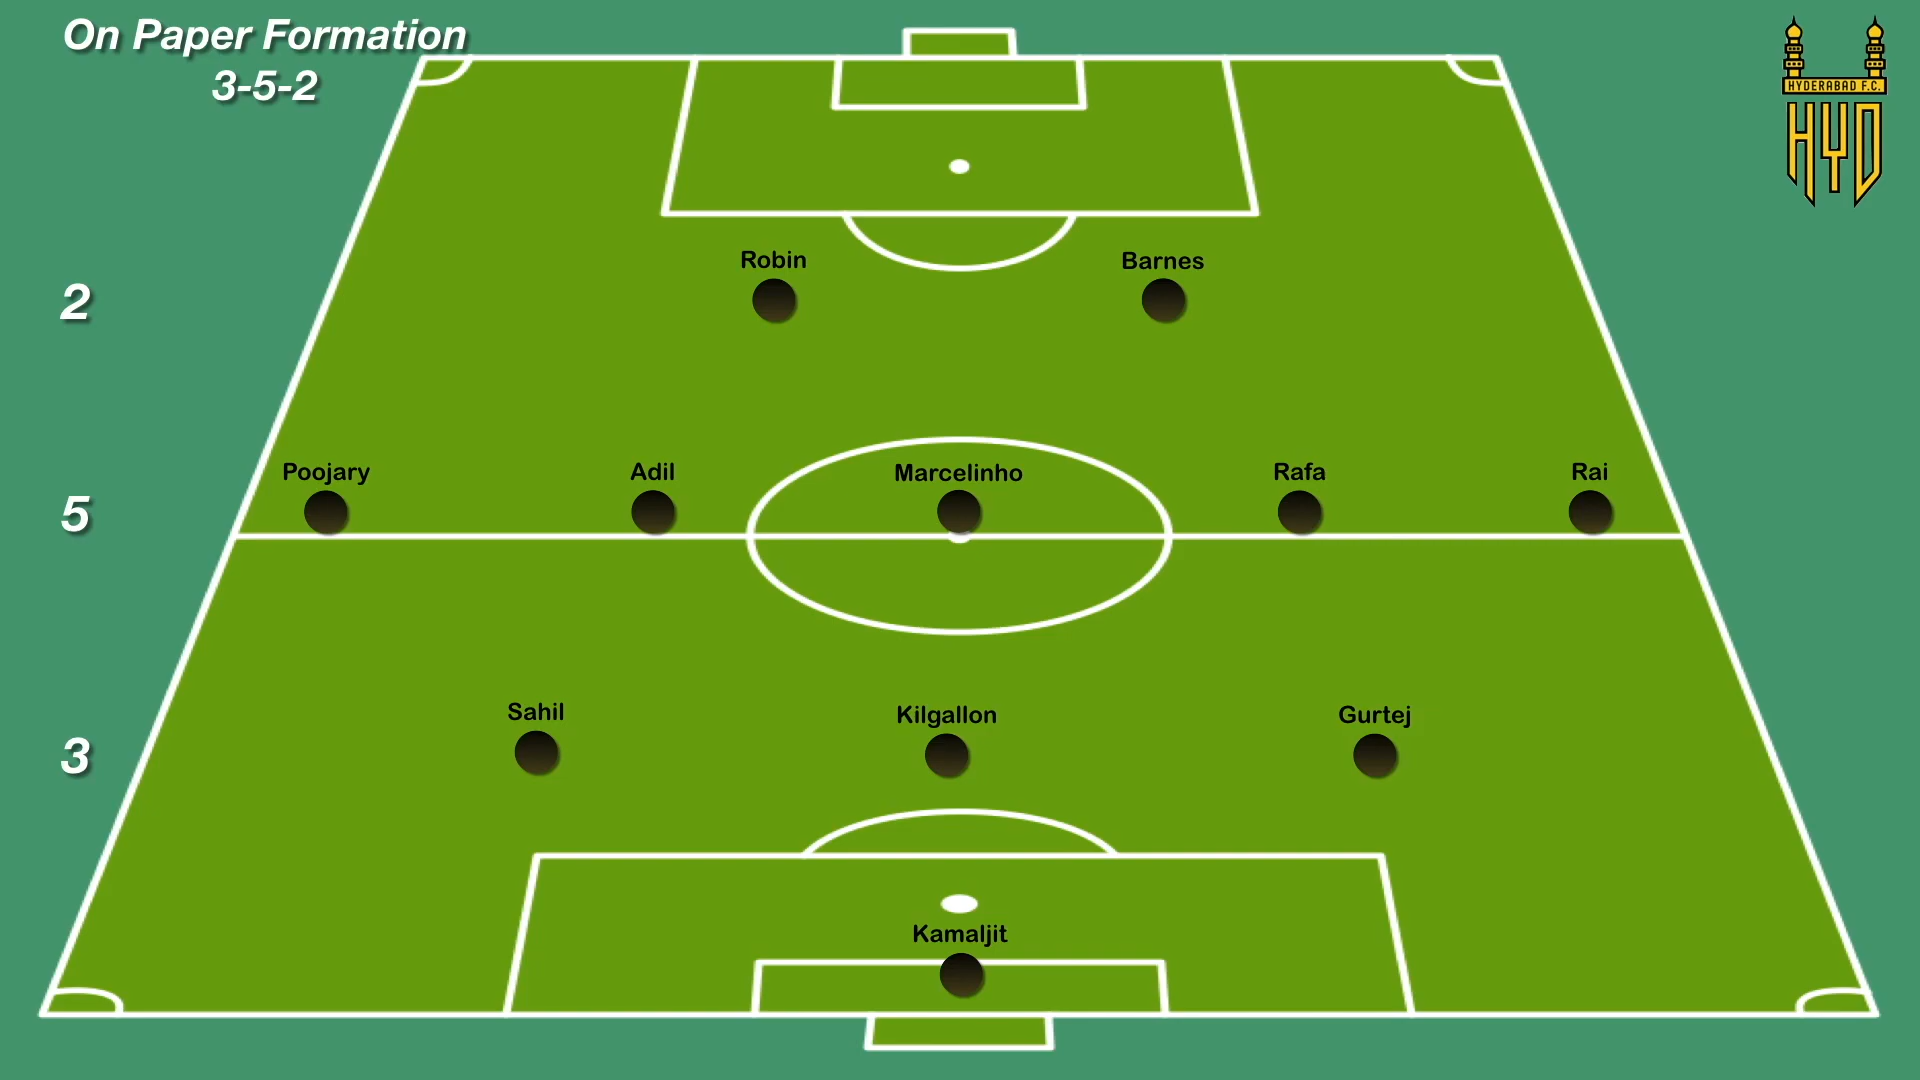 On Paper Formation
3-5-2
HYDERABAD F.C.
HYD
Robin
Barnes
2
Poojary
Adil
Marcelinho
Rafa
Rai
5
Sahil
Kilgallon
Gurtej
3
Kamaljit